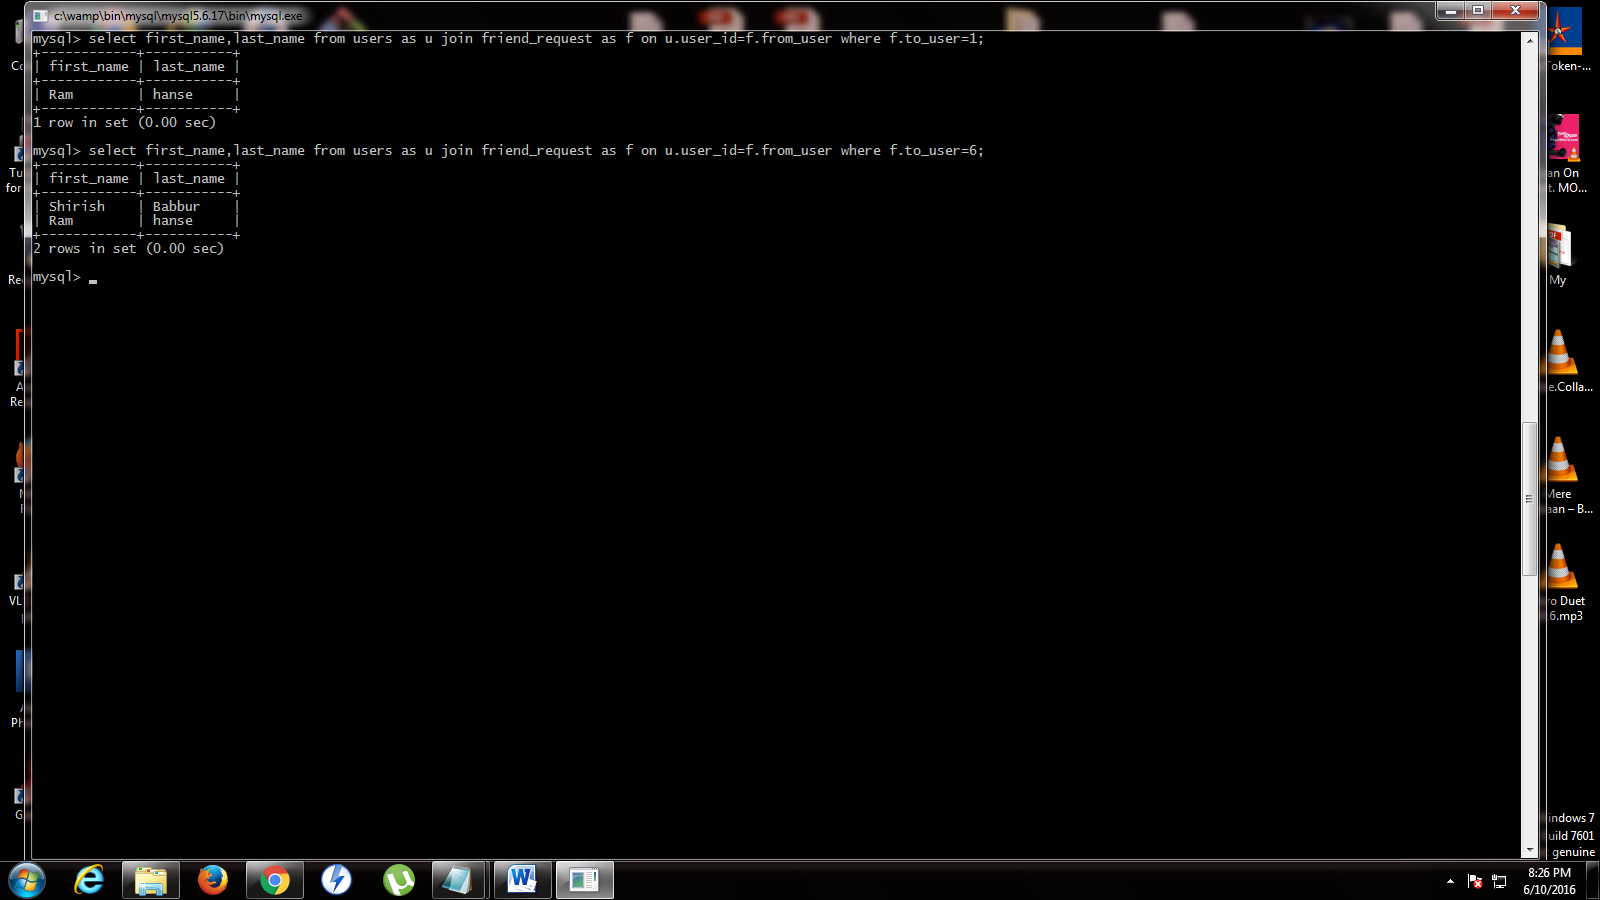 c:\wamp\bin\mysql\mysql5.6.17\bin\mysql.exe
mysql> select first_name,last_name from users as u join friend_request as f on u.user_id=f.from_user where f.to_user=1;
+------------+-----------+
| first_name | last_name |
+------------+-----------+
| Ram        | hanse     |
+------------+-----------+
1 row in set (0.00 sec)
mysql> select first_name,last_name from users as u join friend_request as f on u.user_id=f.from_user where f.to_user=6;
+------------+-----------+
| first_name | last_name |
+------------+-----------+
| Shirish    | Babbur    |
| Ram        | hanse     |
+------------+-----------+
2 rows in set (0.00 sec)
mysql>
Token-...
an On
t. MO...
My
e.Colla...
Mere
aan – B...
ro Duet
6.mp3
Co
Tu
for
Rec
A
Re
VL
Ph
G
indows 7
uild 7601
genuine
8:26 PM
6/10/2016